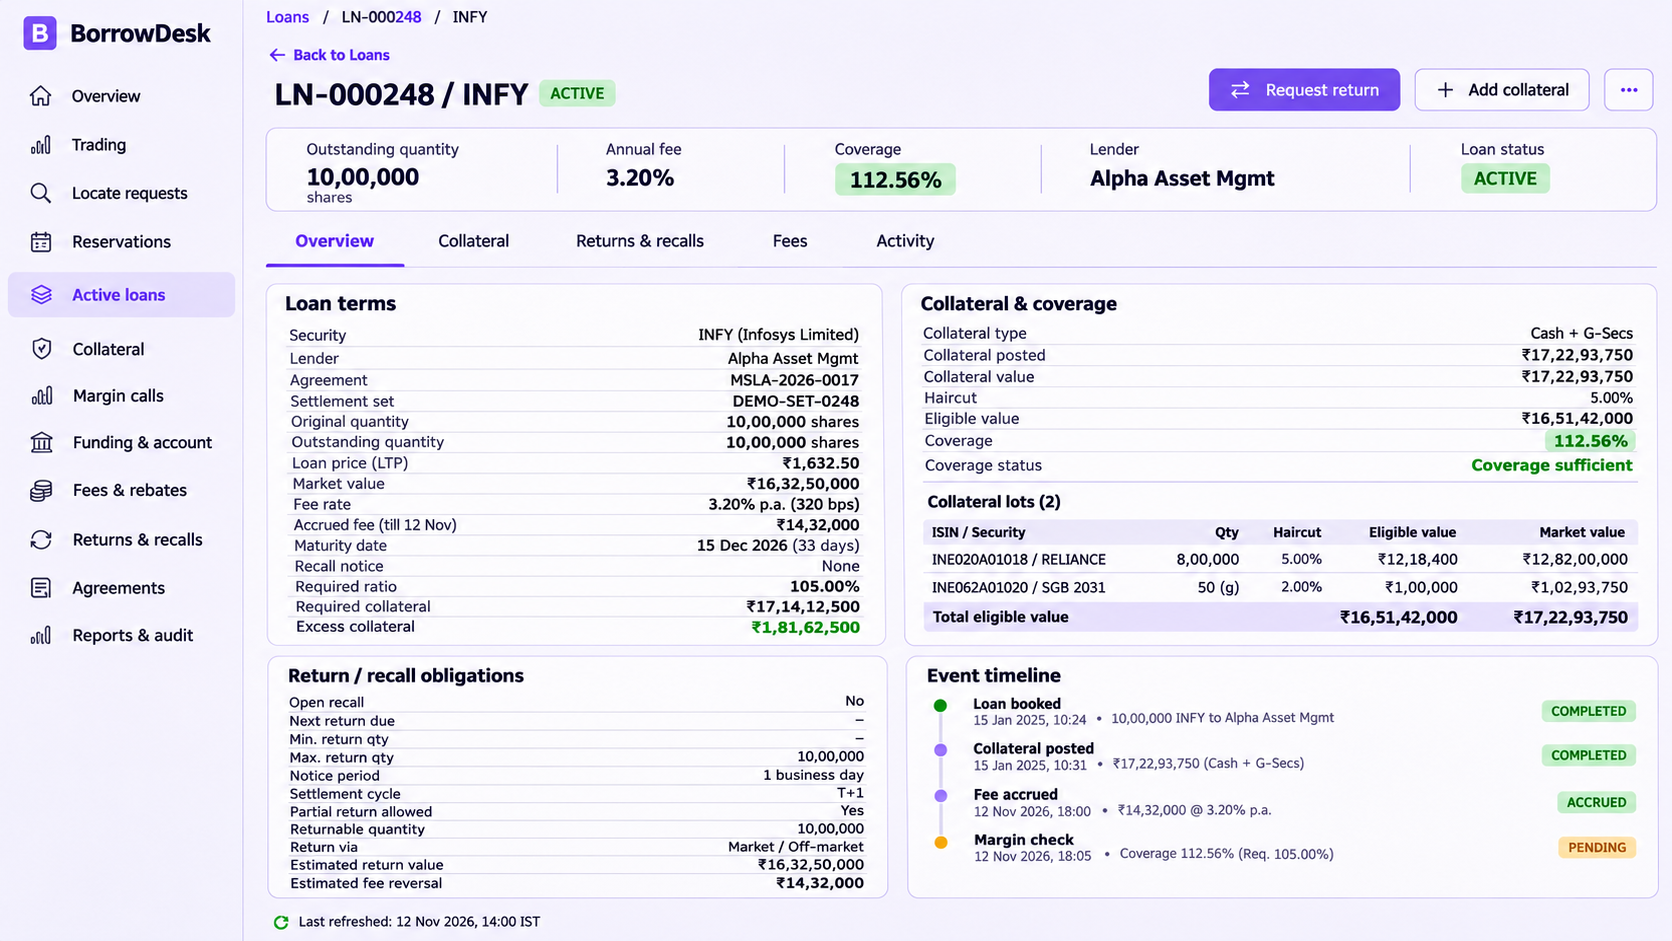 B BorrowDesk
Overview
Trading
Locate requests
Reservations
Active loans
Collateral
Margin calls
Funding & account
Fees & rebates
Returns & recalls
Agreements
Reports & audit
Loans / LN-000248 / INFY
← Back to Loans
LN-000248 / INFY ACTIVE
Request return
+ Add collateral
...
Outstanding quantity
10,00,000
shares
Annual fee
3.20%
Coverage
112.56%
Lender
Alpha Asset Mgmt
Loan status
ACTIVE
Overview Collateral Returns & recalls Fees Activity
Loan terms
Security INFY (Infosys Limited)
Lender Alpha Asset Mgmt
Agreement MSLA-2026-0017
Settlement set DEMO-SET-0248
Original quantity 10,00,000 shares
Outstanding quantity 10,00,000 shares
Loan price (LTP) ₹1,632.50
Market value ₹16,32,50,000
Fee rate 3.20% p.a. (320 bps)
Accrued fee (till 12 Nov) ₹14,32,000
Maturity date 15 Dec 2026 (33 days)
Recall notice None
Required ratio 105.00%
Required collateral ₹17,14,12,500
Excess collateral ₹1,81,62,500
Collateral & coverage
Collateral type Cash + G-Secs
Collateral posted ₹17,22,93,750
Collateral value ₹17,22,93,750
Haircut 5.00%
Eligible value ₹16,51,42,000
Coverage 112.56%
Coverage status Coverage sufficient
Collateral lots (2)
ISIN / Security Qty Haircut Eligible value Market value
INE020A01018 / RELIANCE 8,00,000 5.00% ₹12,18,400 ₹12,82,00,000
INE062A01020 / SGB 2031 50 (g) 2.00% ₹1,00,000 ₹1,02,93,750
Total eligible value ₹16,51,42,000 ₹17,22,93,750
Return / recall obligations
Open recall No
Next return due –
Min. return qty –
Max. return qty 10,00,000
Notice period 1 business day
Settlement cycle T+1
Partial return allowed Yes
Returnable quantity 10,00,000
Return via Market / Off-market
Estimated return value ₹16,32,50,000
Estimated fee reversal ₹14,32,000
Event timeline
Loan booked
15 Jan 2025, 10:24 • 10,00,000 INFY to Alpha Asset Mgmt
COMPLETED
Collateral posted
15 Jan 2025, 10:31 • ₹17,22,93,750 (Cash + G-Secs)
COMPLETED
Fee accrued
12 Nov 2026, 18:00 • ₹14,32,000 @ 3.20% p.a.
ACCRUED
Margin check
12 Nov 2026, 18:05 • Coverage 112.56% (Req. 105.00%)
PENDING
Last refreshed: 12 Nov 2026, 14:00 IST